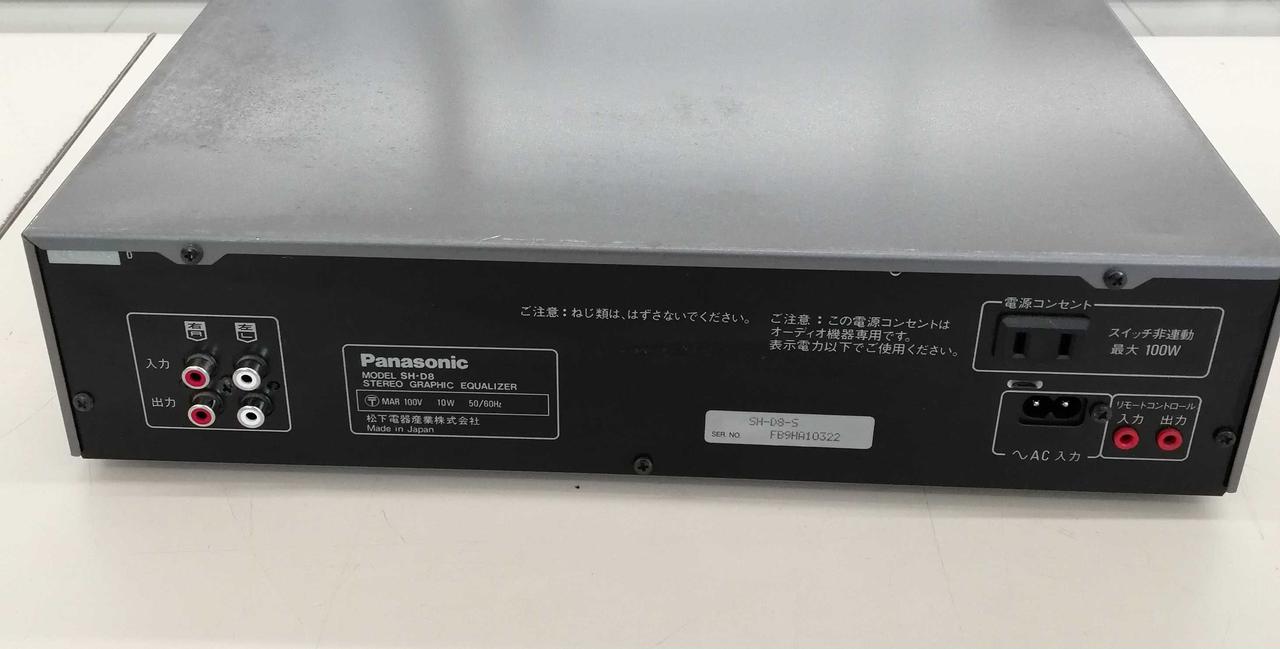 右 左
入力
出力
Panasonic
MODEL SH-D8
STEREO GRAPHIC EQUALIZER
〒 MAR 100V 10W 50/60Hz
松下電器産業株式会社
Made in Japan
ご注意:ねじ類は、はずさないでください。
ご注意:この電源コンセントは
オーディオ機器専用です。
表示電力以下でご使用ください。
SH-D8-S
SER NO. FB9HA10322
電源コンセント
スイッチ非連動
最大 100W
〜AC 入力
リモートコントロール
入力 出力